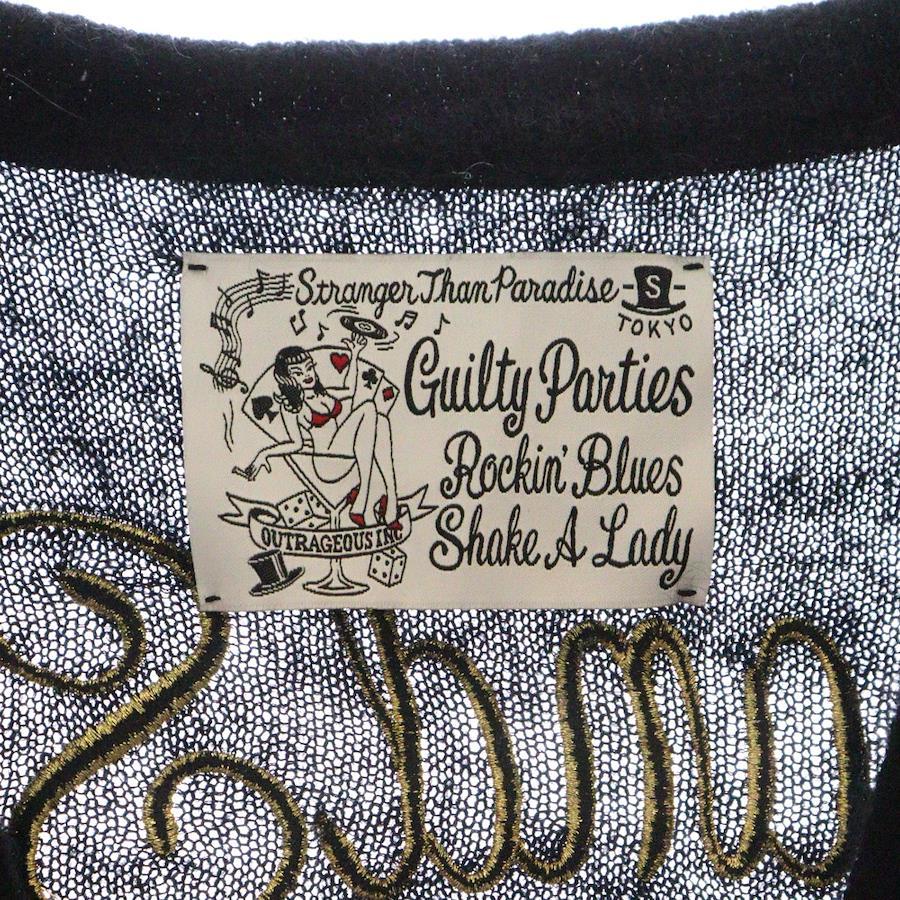 Stranger Than Paradise -S-
TOKYO
Guilty Parties
Rockin' Blues
Shake A Lady
OUTRAGEOUS INC